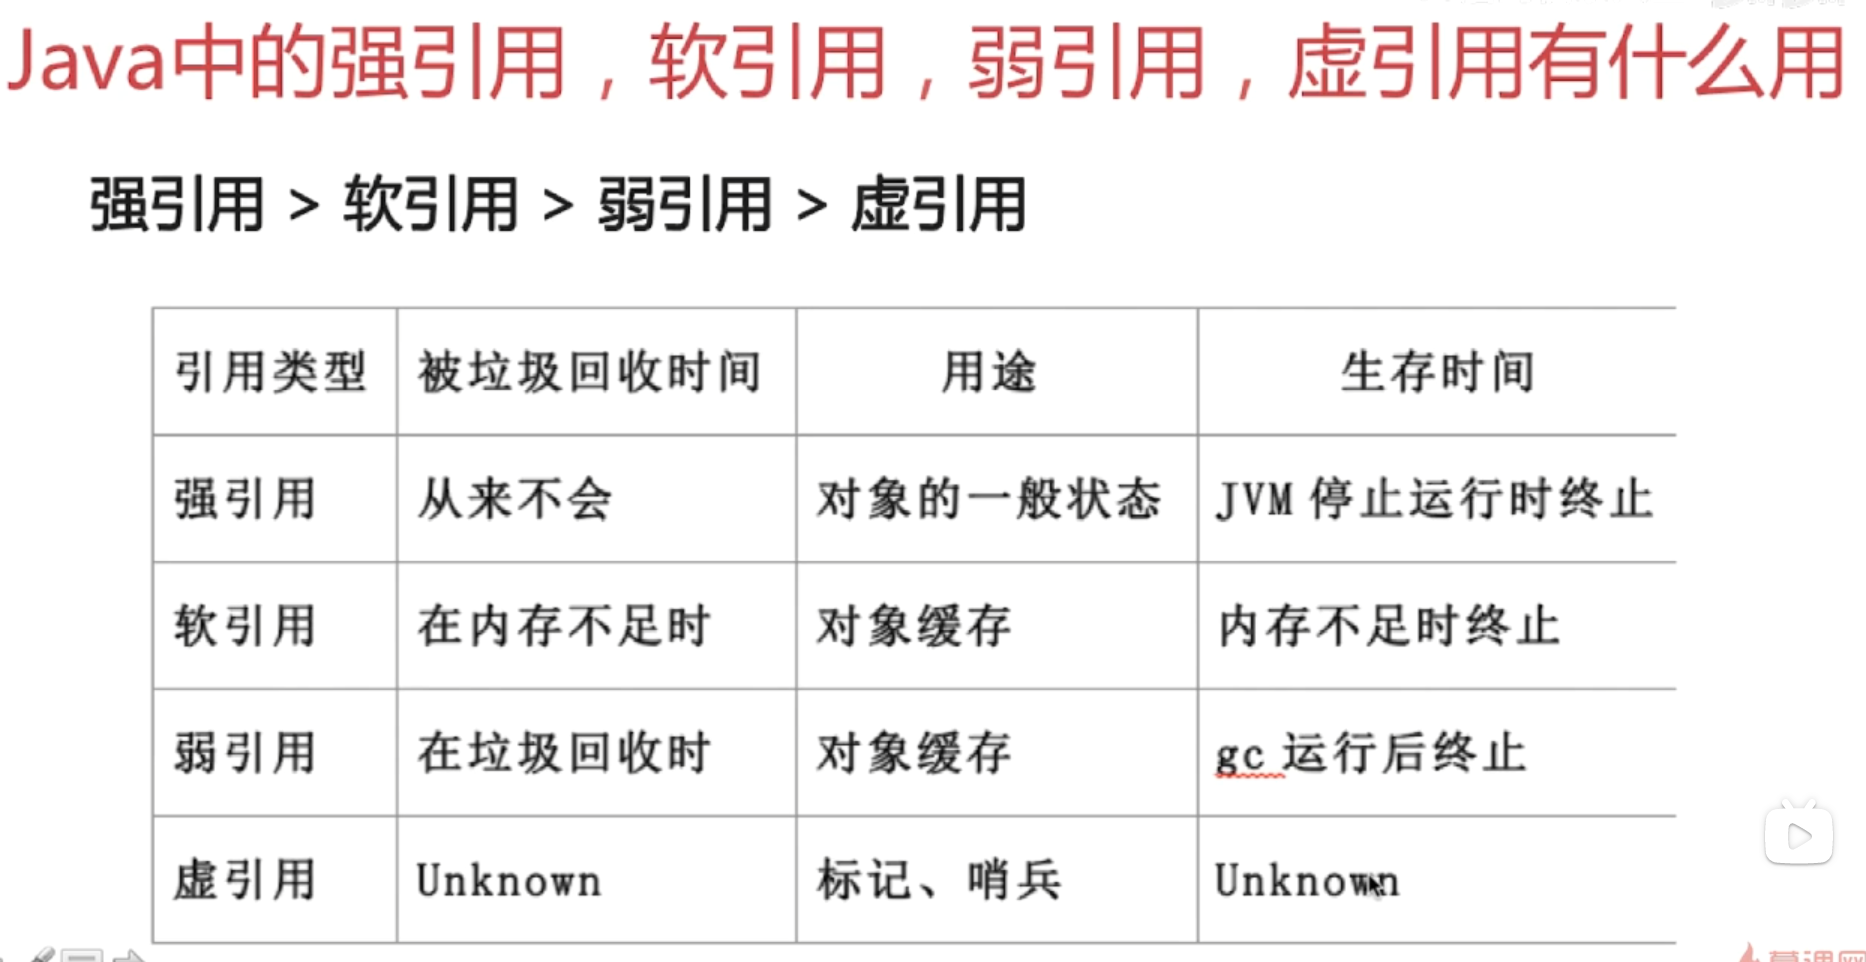 Java中的强引用，软引用，弱引用，虚引用有什么用
强引用 > 软引用 > 弱引用 > 虚引用
引用类型 被垃圾回收时间 用途 生存时间
强引用 从来不会 对象的一般状态 JVM 停止运行时终止
软引用 在内存不足时 对象缓存 内存不足时终止
弱引用 在垃圾回收时 对象缓存 gc 运行后终止
虚引用 Unknown 标记、哨兵 Unknown